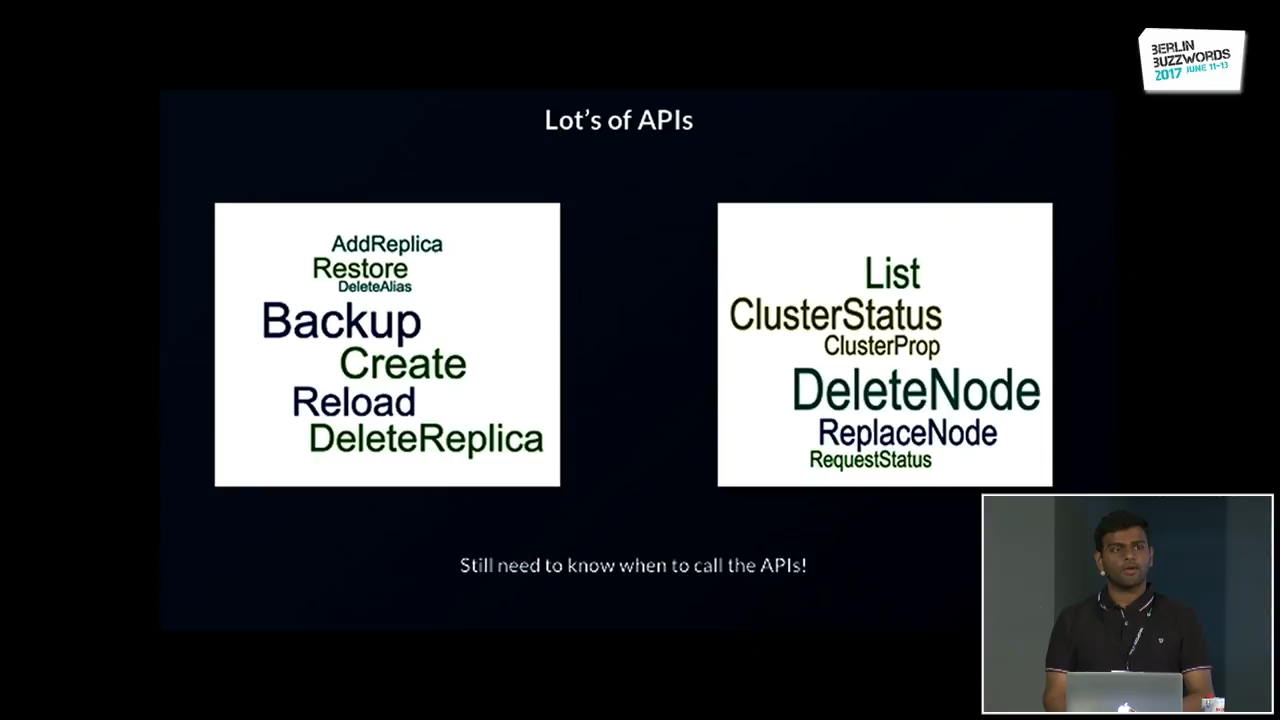 BERLIN
BUZZWORDS
2017 JUNE 11-13
Lot's of APIs
AddReplica
Restore
DeleteAlias
Backup
Create
Reload
DeleteReplica
List
ClusterStatus
ClusterProp
DeleteNode
ReplaceNode
RequestStatus
Still need to know when to call the APIs!